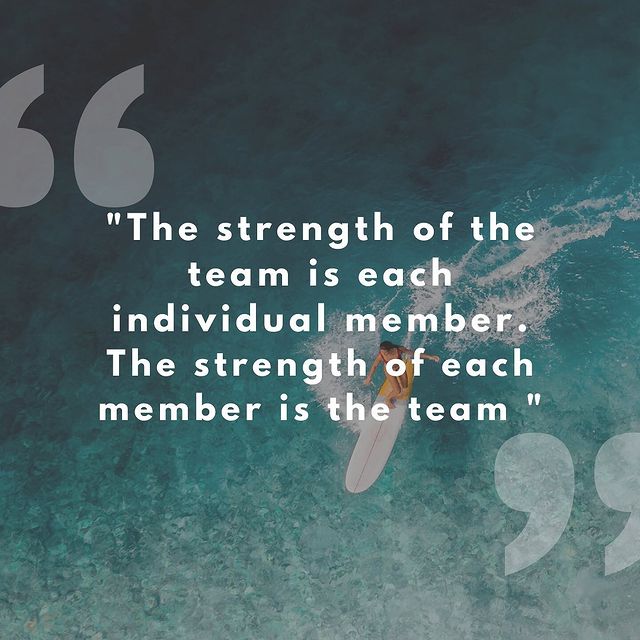 "The strength of the
team is each
individual member.
The strength of each
member is the team "